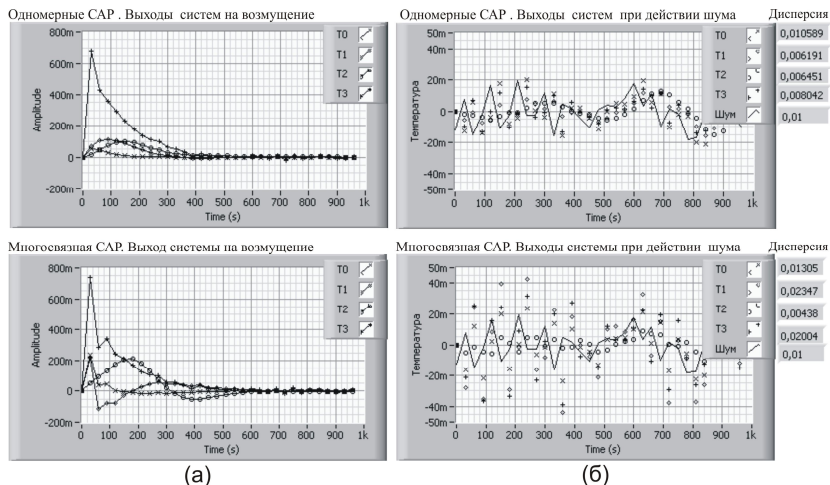 Одномерные САР . Выходы систем на возмущение
Amplitude
800m
600m
400m
200m
0
-200m
0 100 200 300 400 500 600 700 800 900 1k
Time (s)
T0
T1
T2
T3
Одномерные САР . Выходы систем при действии шума
Температура
50m
40m
20m
0
-20m
-40m
-50m
0 100 200 300 400 500 600 700 800 900 1000
Time (s)
T0
T1
T2
T3
Шум
Дисперсия
0,010589
0,006191
0,006451
0,008042
0,01
Многосвязная САР. Выход системы на возмущение
Amplitude
800m
600m
400m
200m
0
-200m
0 100 200 300 400 500 600 700 800 900 1k
Time (s)
T0
T1
T2
T3
(а)
Многосвязная САР. Выходы системы при действии шума
Температура
50m
40m
20m
0
-20m
-40m
-50m
0 100 200 300 400 500 600 700 800 900 1k
Time (s)
T0
T1
T2
T3
Шум
Дисперсия
0,01305
0,02347
0,00438
0,02004
0,01
(б)